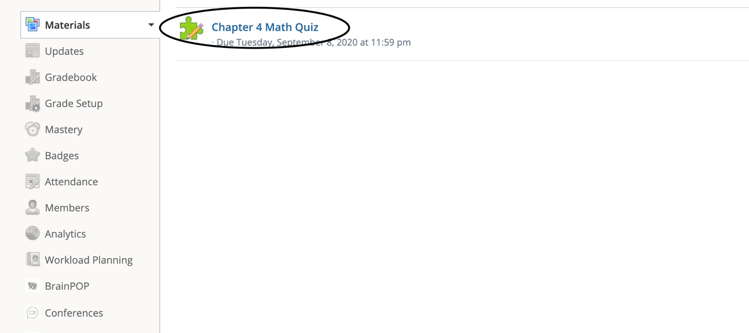 Materials
Chapter 4 Math Quiz
· Due Tuesday, September 8, 2020 at 11:59 pm
Updates
Gradebook
Grade Setup
Mastery
Badges
Attendance
Members
Analytics
Workload Planning
BrainPOP
Conferences